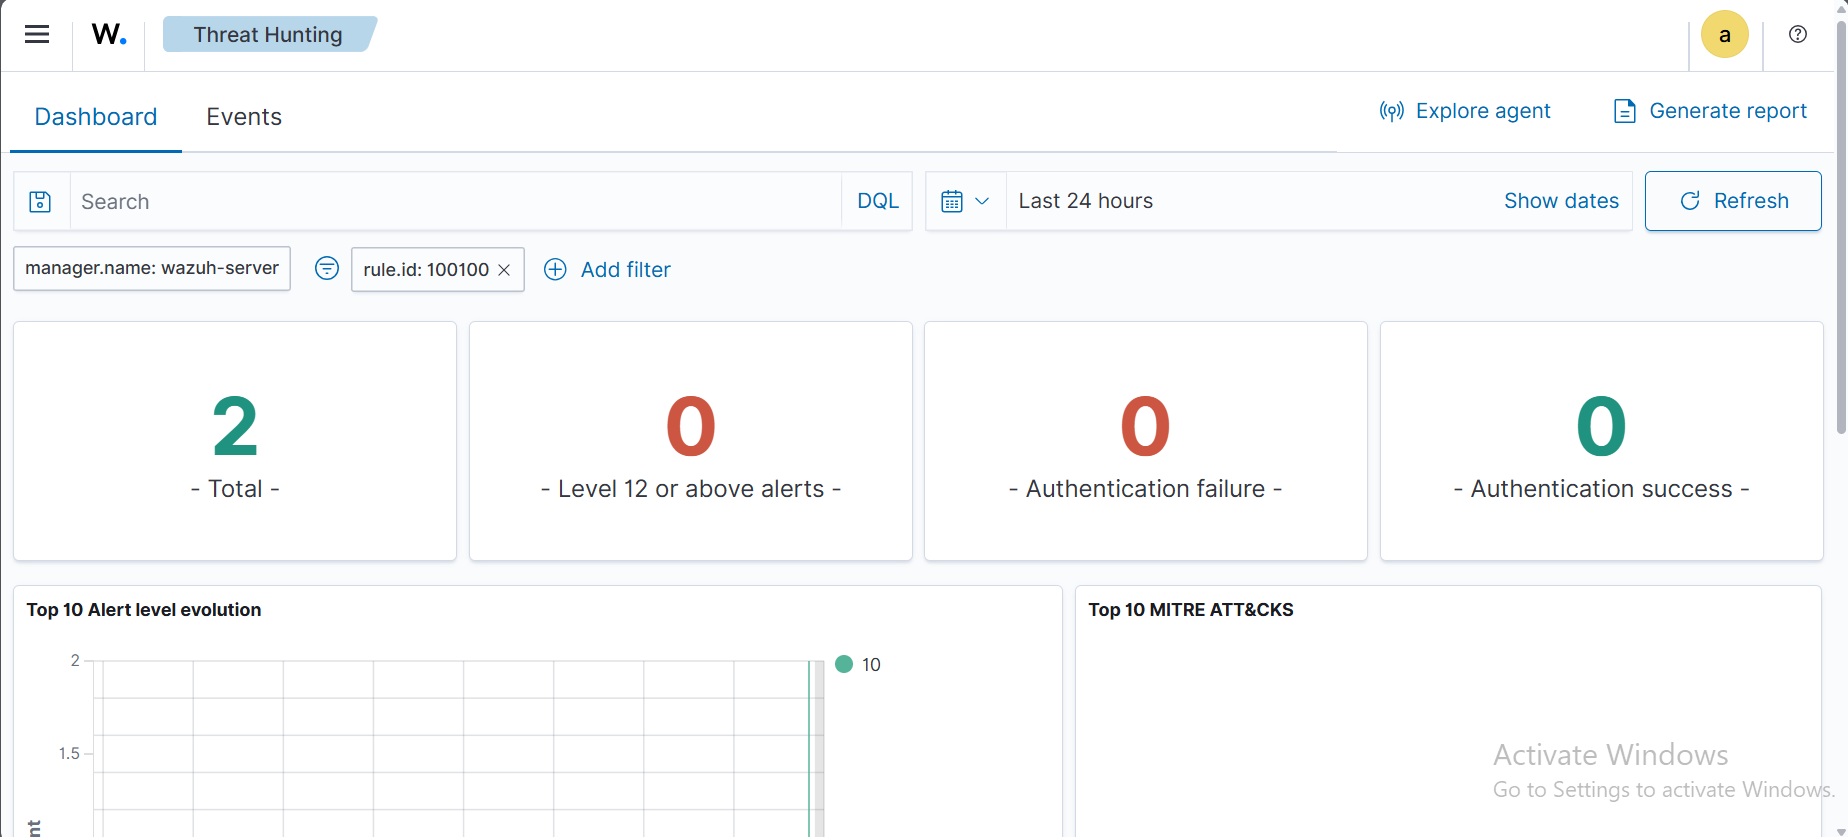 W.
Threat Hunting
a
Dashboard
Events
Explore agent
Generate report
Search
DQL
Last 24 hours
Show dates
Refresh
manager.name: wazuh-server
rule.id: 100100
Add filter
2
- Total -
0
- Level 12 or above alerts -
0
- Authentication failure -
0
- Authentication success -
Top 10 Alert level evolution
2
1.5
10
Top 10 MITRE ATT&CKS
Activate Windows
Go to Settings to activate Windows.